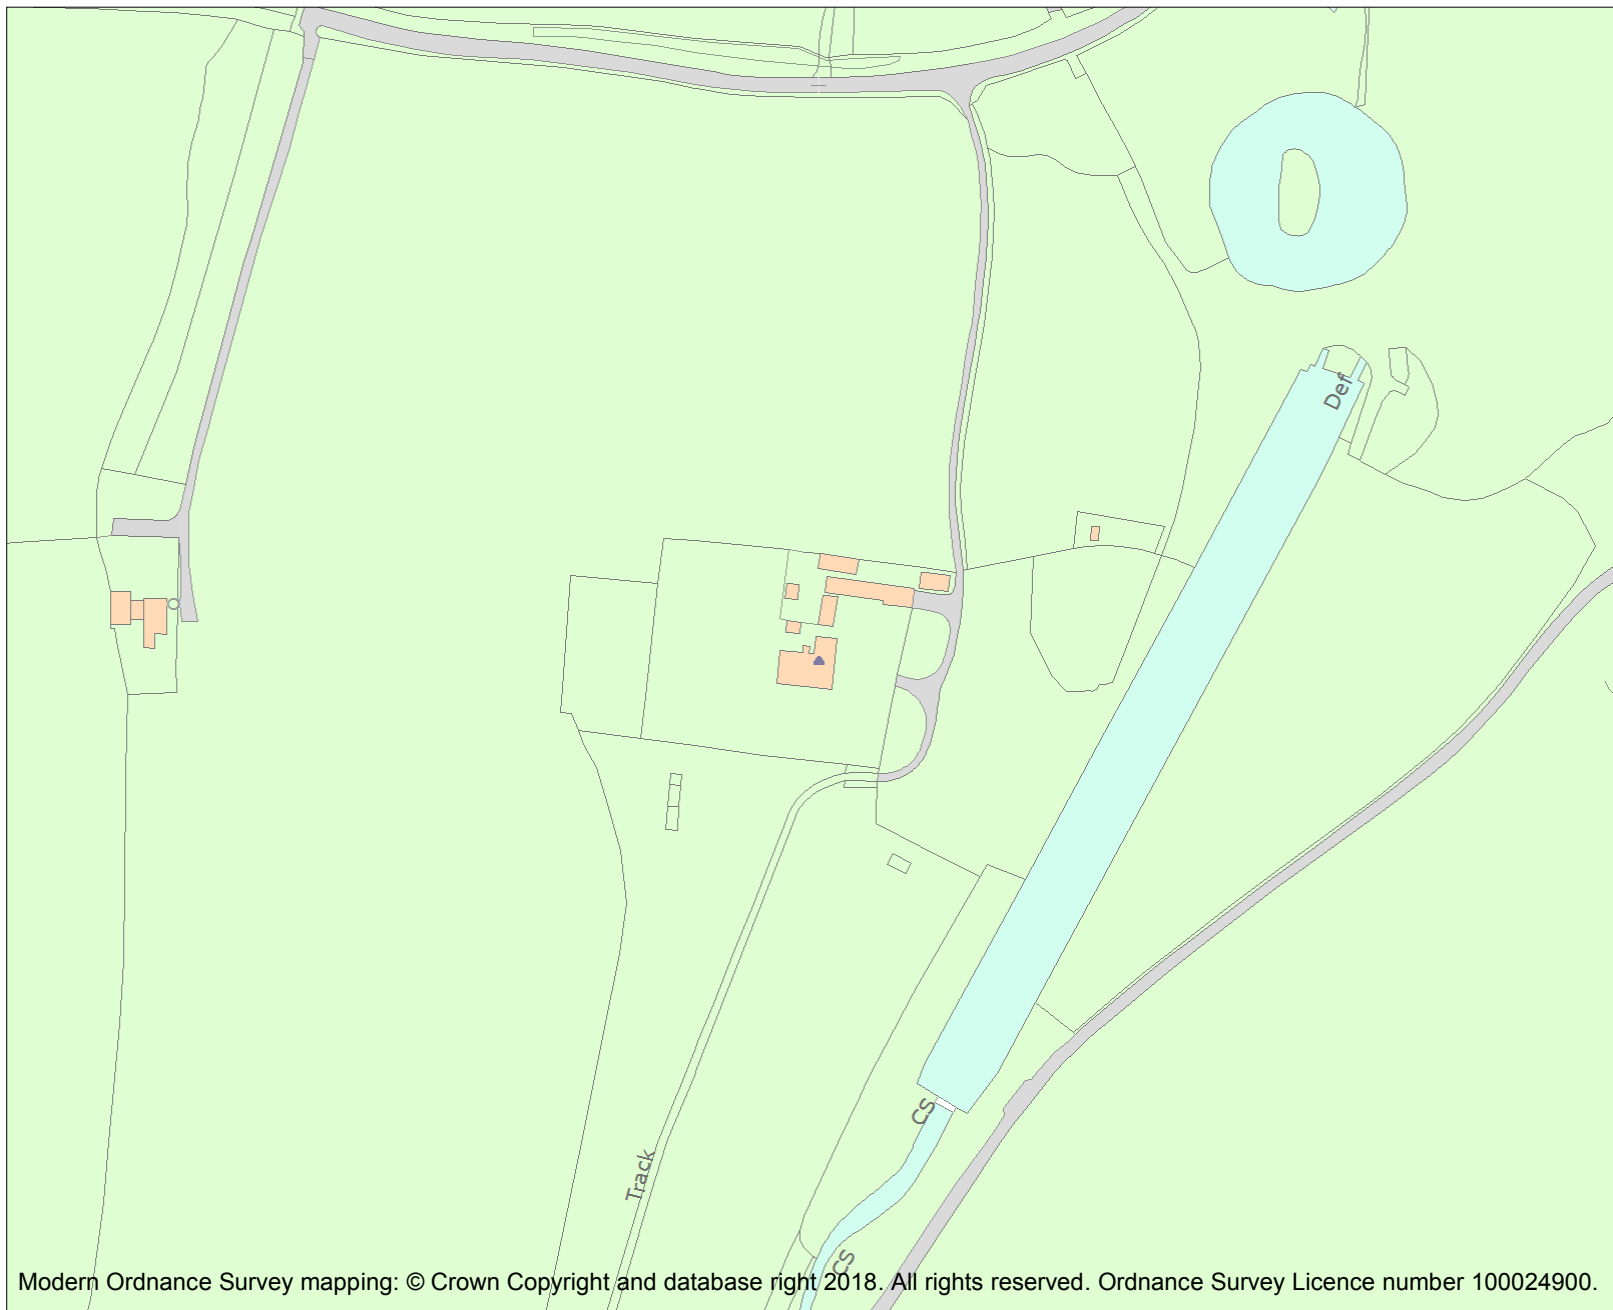 Def
CS
Track
CS
Modern Ordnance Survey mapping: © Crown Copyright and database right 2018. All rights reserved. Ordnance Survey Licence number 100024900.